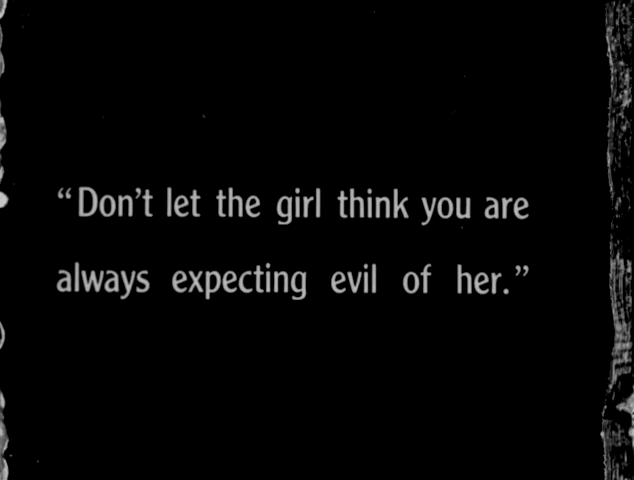 “Don’t let the girl think you are
always expecting evil of her.”